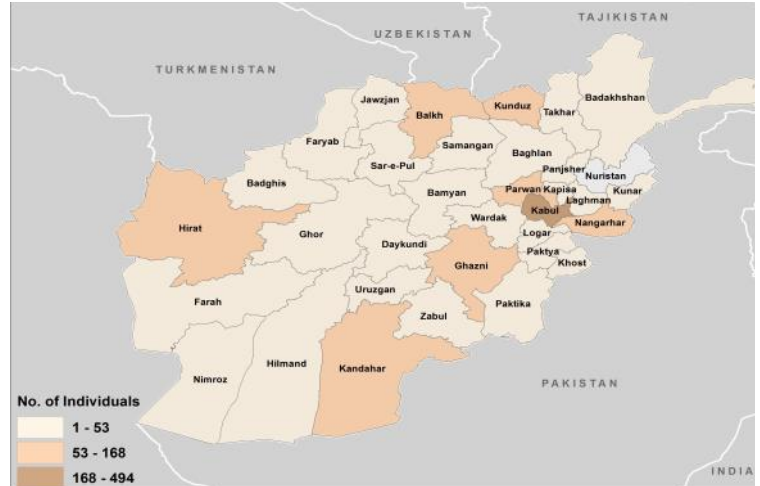 TAJIKISTAN
UZBEKISTAN
TURKMENISTAN
Jawzjan
Balkh
Kunduz
Takhar
Badakhshan
Faryab
Samangan
Baghlan
Sar-e-Pul
Panjsher
Nuristan
Badghis
Bamyan
Parwan
Kapisa
Kunar
Laghman
Kabul
Hirat
Ghor
Wardak
Nangarhar
Logar
Daykundi
Paktya
Ghazni
Khost
Uruzgan
Farah
Paktika
Zabul
Hilmand
Kandahar
Nimroz
PAKISTAN
No. of Individuals
1 - 53
53 - 168
168 - 494
INDIA